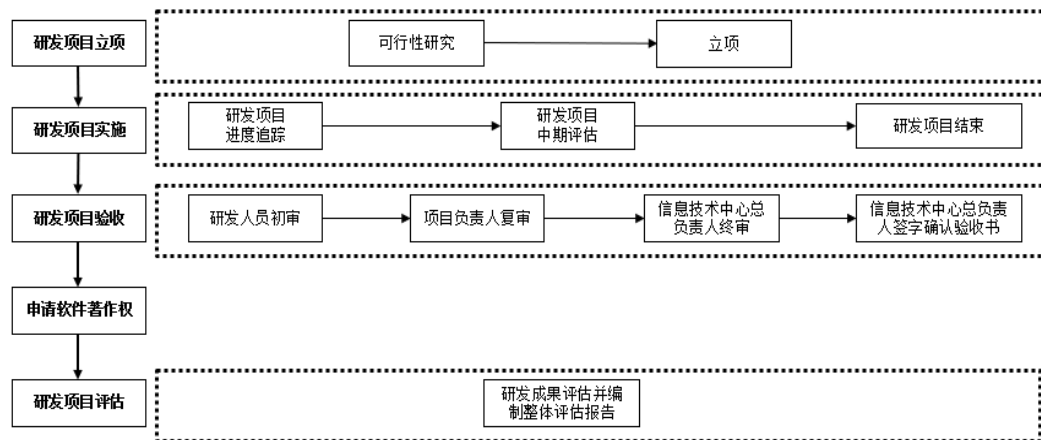 研发项目立项
可行性研究
立项
研发项目实施
研发项目
进度追踪
研发项目
中期评估
研发项目结束
研发项目验收
研发人员初审
项目负责人复审
信息技术中心总
负责人终审
信息技术中心总负责
人签字确认验收书
申请软件著作权
研发项目评估
研发成果评估并编
制整体评估报告